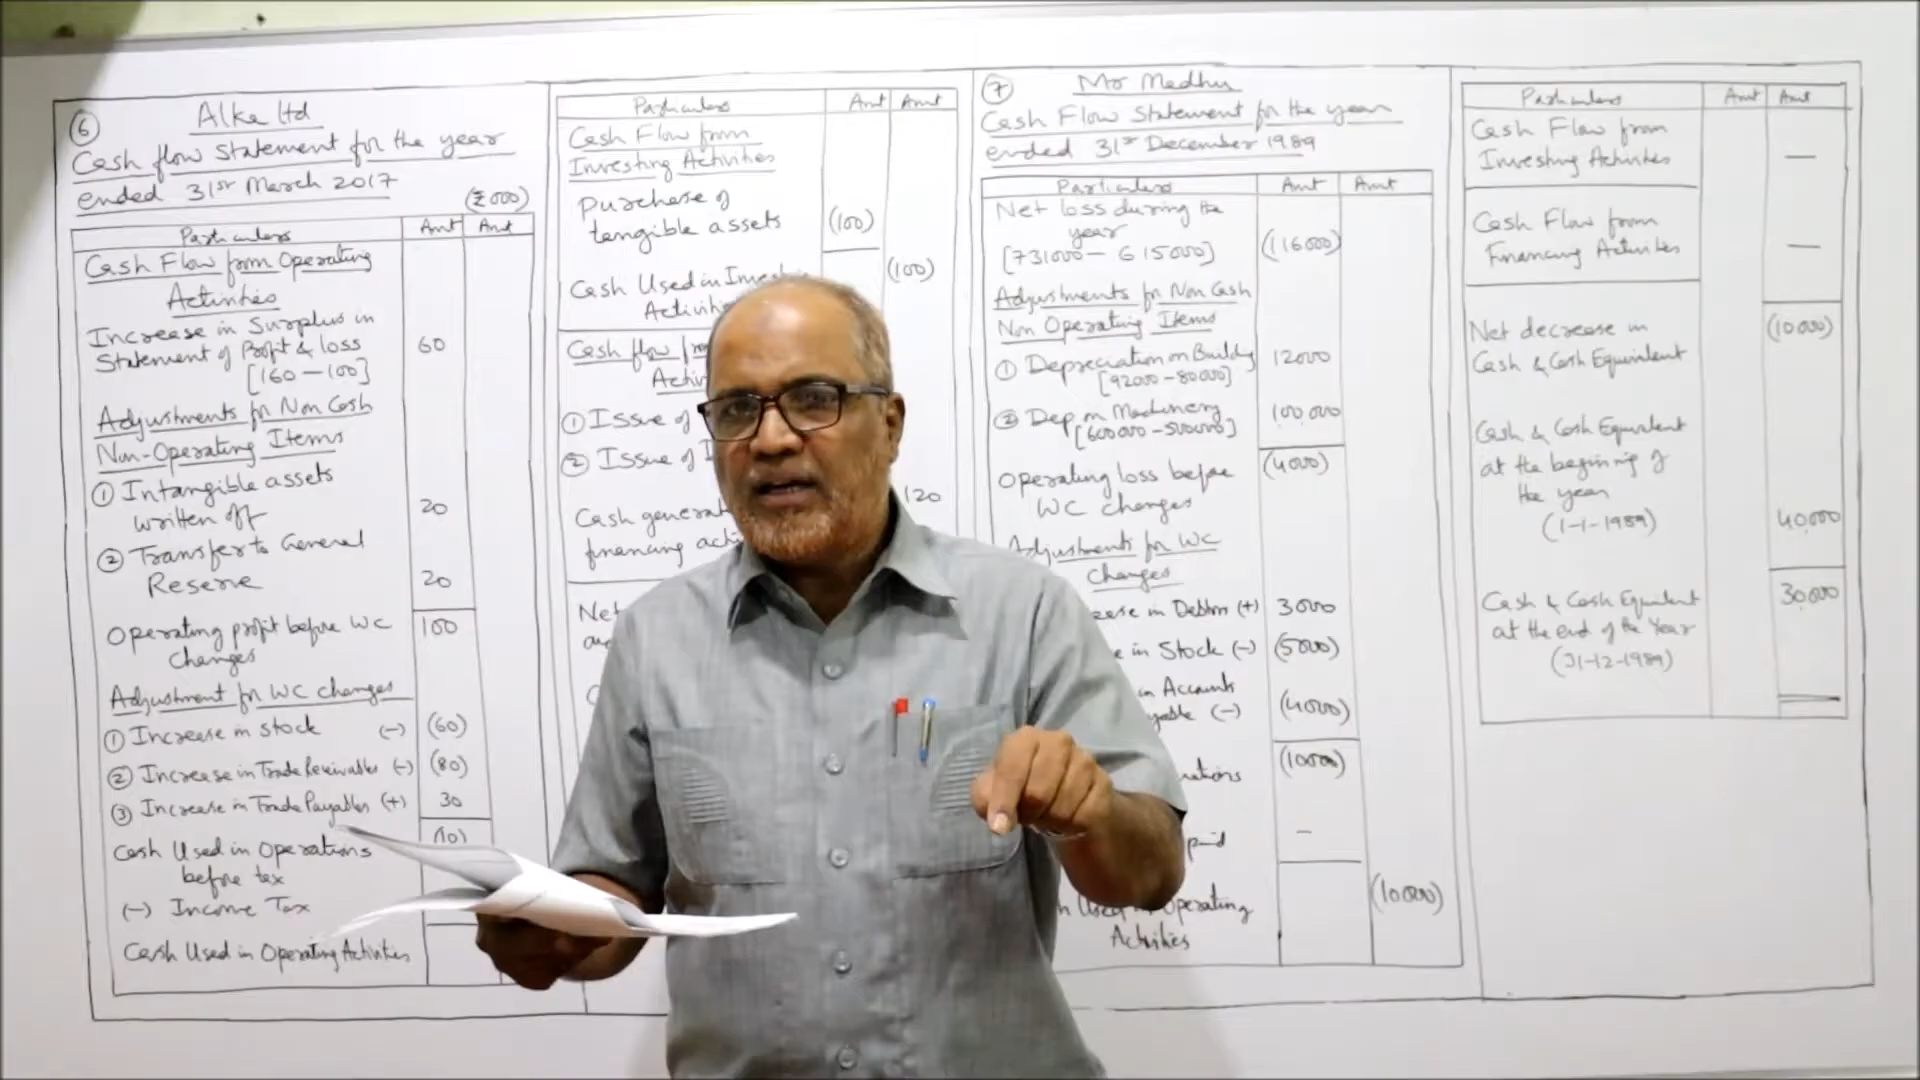 6
Alka Ltd
Cash flow Statement for the year
ended 31st March 2017
(₹000)
Particulars Amt Amt
Cash Flow from Operating
Activities
Increase in Surplus in
Statement of Profit & loss 60
[160 — 100]
Adjustments for Non Cash
Non-Operating Items
① Intangible assets
written off 20
② Transfer to General
Reserve 20
Operating profit before WC 100
changes
Adjustment for WC changes
① Increase in stock (-) (60)
② Increase in Trade Receivables (-) (80)
③ Increase in Trade Payables (+) 30
Cash Used in Operations (10)
before tax
(-) Income Tax
Cash Used in Operating Activities
Particulars Amt Amt
Cash Flow from
Investing Activities
Purchase of
tangible assets (100)
Cash Used in (100)
① Issue of
② Issue of
120
financing
7
Mr Madhu
Cash Flow Statement for the year
ended 31st December 1989
Particulars Amt Amt
Net loss during the
year (116000)
[731000 — 615000]
Adjustments for Non Cash
Non Operating Items
① Depreciation on Building 12000
[92000 - 80000]
② Dep on Machinery 100,000
[600000 - 500000]
Operating loss before (4000)
WC changes
Adjustments for WC
Changes
in Debtors (+) 3000
in Stock (-) (5000)
in Accounts
(-) (4000)
(10000)
paid —
Operating (10000)
Activities
Particulars Amt Amt
Cash Flow from
Investing Activities —
Cash Flow from
Financing Activities —
Net decrease in (10000)
Cash & Cash Equivalent
Cash & Cash Equivalent
at the beginning of
the year
(1-1-1989) 40,000
Cash & Cash Equivalent 30,000
at the end of the Year
(31-12-1989)